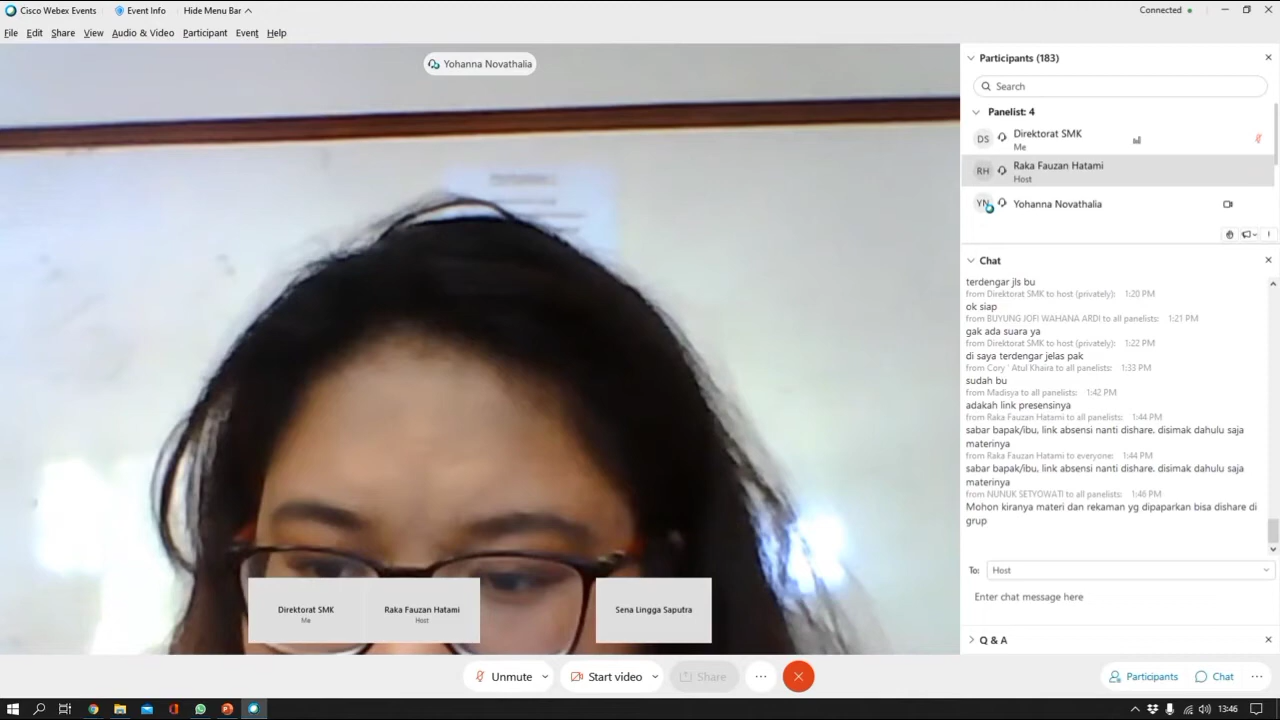 Cisco Webex Events
Event Info
Hide Menu Bar
Connected
File Edit Share View Audio & Video Participant Event Help
Yohanna Novathalia
Participants (183)
Search
Panelist: 4
DS
Direktorat SMK
Me
RH
Raka Fauzan Hatami
Host
YN
Yohanna Novathalia
Chat
terdengar jls bu
from Direktorat SMK to host (privately): 1:20 PM
ok siap
from BUYUNG JOFI WAHANA ARDI to all panelists: 1:21 PM
gak ada suara ya
from Direktorat SMK to host (privately): 1:22 PM
di saya terdengar jelas pak
from Cory ' Atul Khaira to all panelists: 1:33 PM
sudah bu
from Madisya to all panelists: 1:42 PM
adakah link presensinya
from Raka Fauzan Hatami to all panelists: 1:44 PM
sabar bapak/ibu, link absensi nanti dishare. disimak dahulu saja
materinya
from Raka Fauzan Hatami to everyone: 1:44 PM
sabar bapak/ibu, link absensi nanti dishare. disimak dahulu saja
materinya
from NUNUK SETYOWATI to all panelists: 1:46 PM
Mohon kiranya materi dan rekaman yg dipaparkan bisa dishare di
grup
To: Host
Enter chat message here
Q & A
Direktorat SMK
Me
Raka Fauzan Hatami
Host
Sena Lingga Saputra
Unmute
Start video
Share
Participants
Chat
13:46